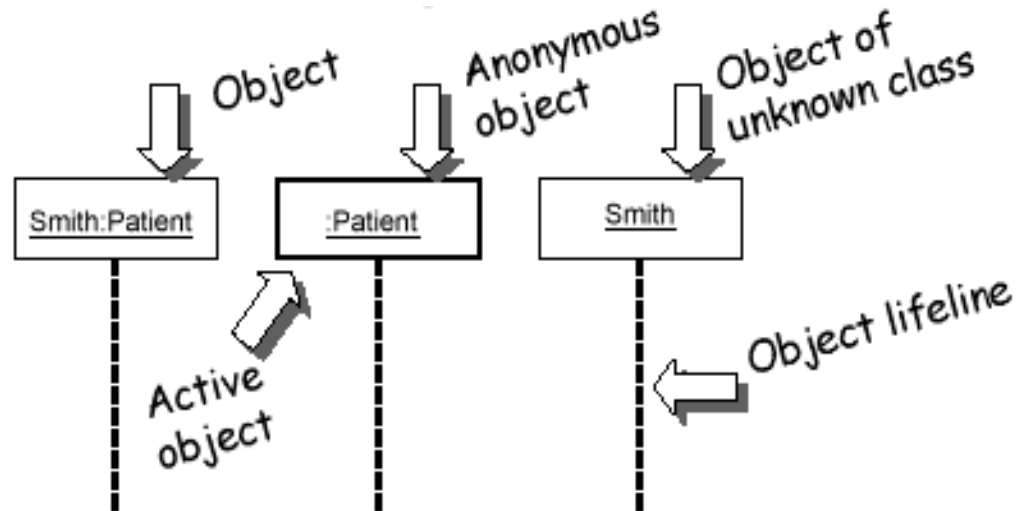 Object
Anonymous
object
Object of
unknown class
Smith:Patient
:Patient
Smith
Active
object
Object lifeline